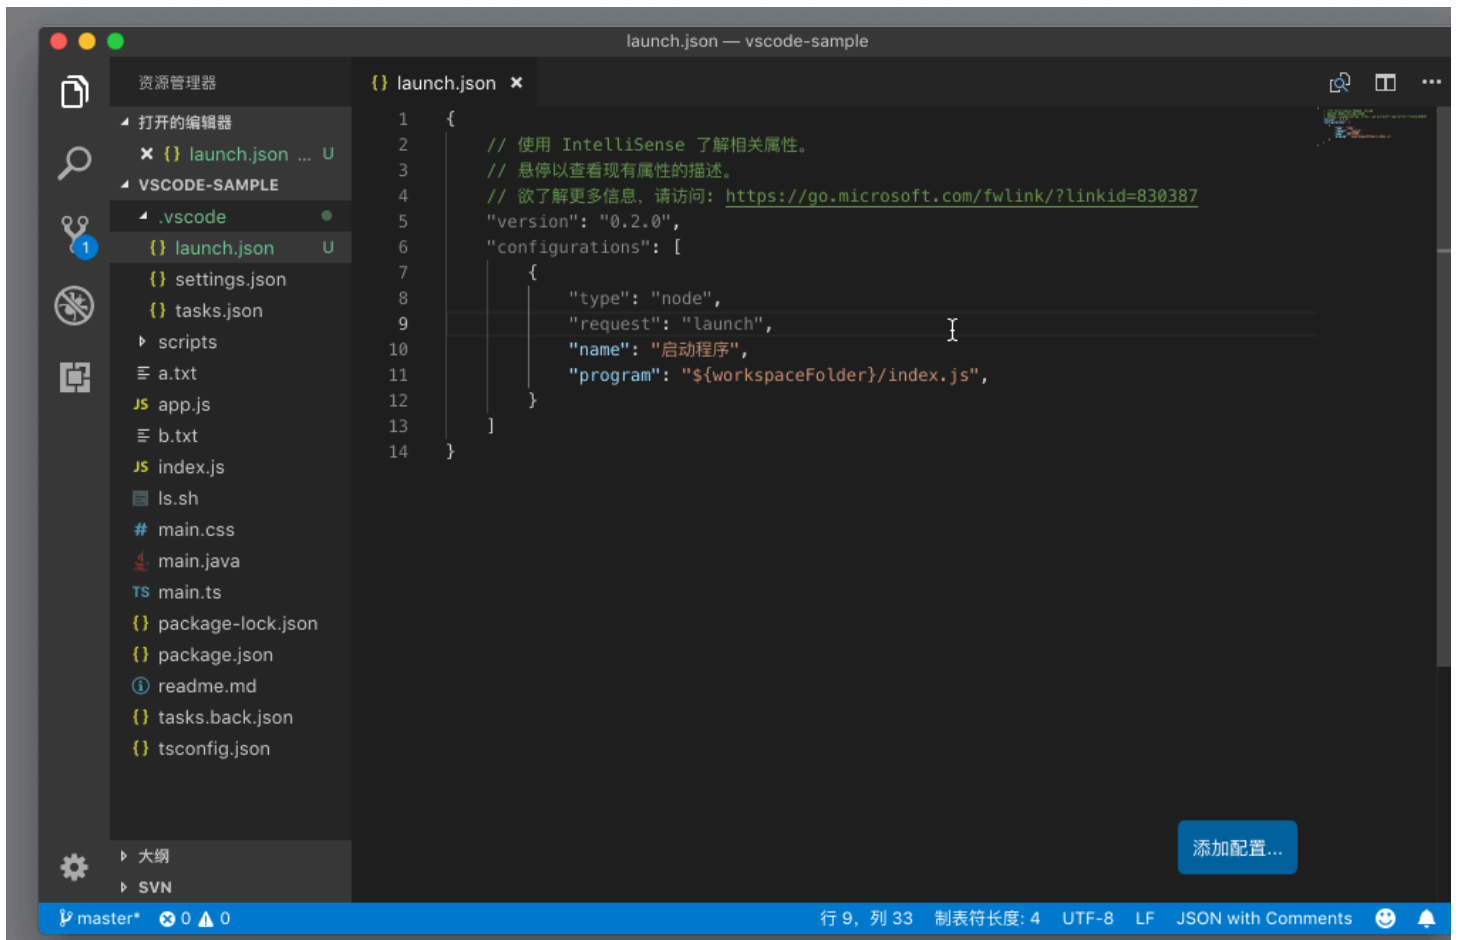 launch.json — vscode-sample
资源管理器
{} launch.json ×
打开的编辑器
× {} launch.json ... U
VSCODE-SAMPLE
.vscode
{} launch.json U
{} settings.json
{} tasks.json
scripts
a.txt
JS app.js
b.txt
JS index.js
ls.sh
# main.css
main.java
TS main.ts
{} package-lock.json
{} package.json
readme.md
{} tasks.back.json
{} tsconfig.json
大纲
SVN
1
1 {
2 // 使用 IntelliSense 了解相关属性。
3 // 悬停以查看现有属性的描述。
4 // 欲了解更多信息，请访问: https://go.microsoft.com/fwlink/?linkid=830387
5 "version": "0.2.0",
6 "configurations": [
7 {
8 "type": "node",
9 "request": "launch",
10 "name": "启动程序",
11 "program": "${workspaceFolder}/index.js",
12 }
13 ]
14 }
添加配置...
master* 0 0 行 9，列 33 制表符长度: 4 UTF-8 LF JSON with Comments